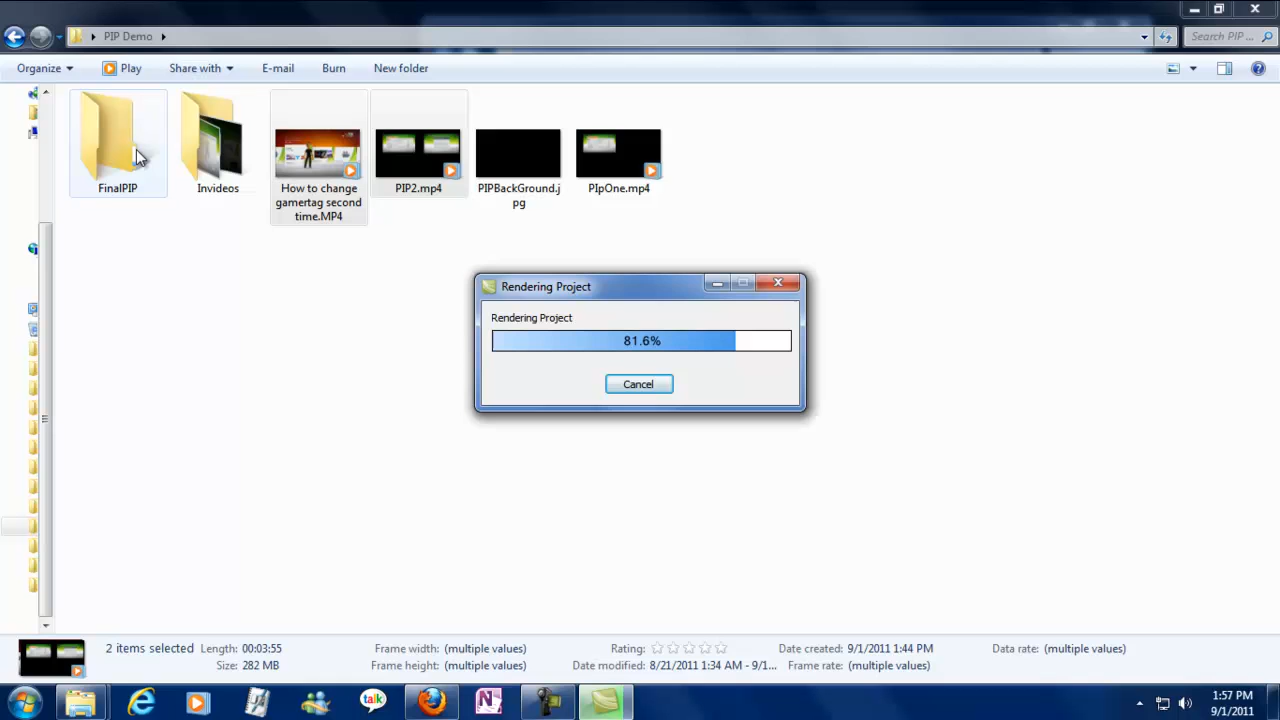 PIP Demo
Search PIP ...
Organize
Play
Share with
E-mail
Burn
New folder
FinalPIP
Invideos
How to change
gamertag second
time.MP4
PIP2.mp4
PIPBackGround.j
pg
PIpOne.mp4
Rendering Project
Rendering Project
81.6%
Cancel
2 items selected
Length: 00:03:55
Size: 282 MB
Frame width: (multiple values)
Frame height: (multiple values)
Rating:
Date modified: 8/21/2011 1:34 AM - 9/1...
Date created: 9/1/2011 1:44 PM
Frame rate: (multiple values)
Data rate: (multiple values)
talk
N
1:57 PM
9/1/2011